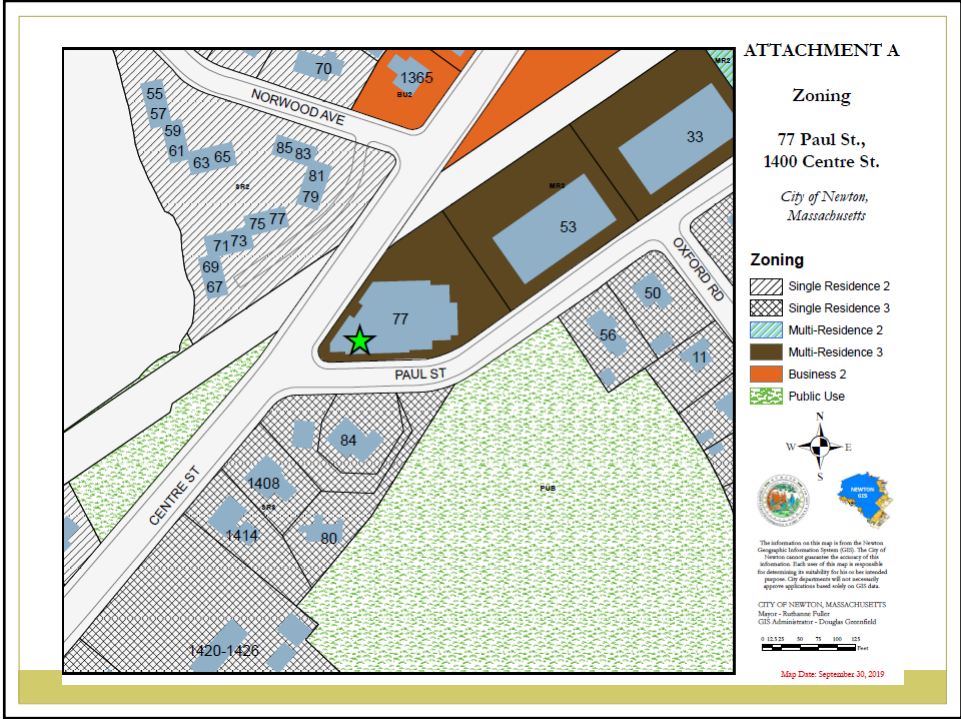 ATTACHMENT A
Zoning
77 Paul St.,
1400 Centre St.
City of Newton,
Massachusetts
Zoning
Single Residence 2
Single Residence 3
Multi-Residence 2
Multi-Residence 3
Business 2
Public Use
N
W E
S
NEWTON
GIS
The information on this map is from the Newton
Geographic Information System (GIS). The City of
Newton cannot guarantee the accuracy of this
information. Each user of this map is responsible
for determining its suitability for his or her intended
purpose. City departments will not necessarily
approve applications based solely on GIS data.
CITY OF NEWTON, MASSACHUSETTS
Mayor - Ruthanne Fuller
GIS Administrator - Douglas Greenfield
0 12.525 50 75 100 125
Feet
Map Date: September 30, 2019
70
1365
BU2
MR2
NORWOOD AVE
55
57
59
61
63 65
85 83
81
79
33
SR2
MR3
75 77
71 73
69
67
53
OXFORD RD
77
50
56
11
PAUL ST
84
CENTRE ST
1408
SR3
1414
80
PUB
1420-1426